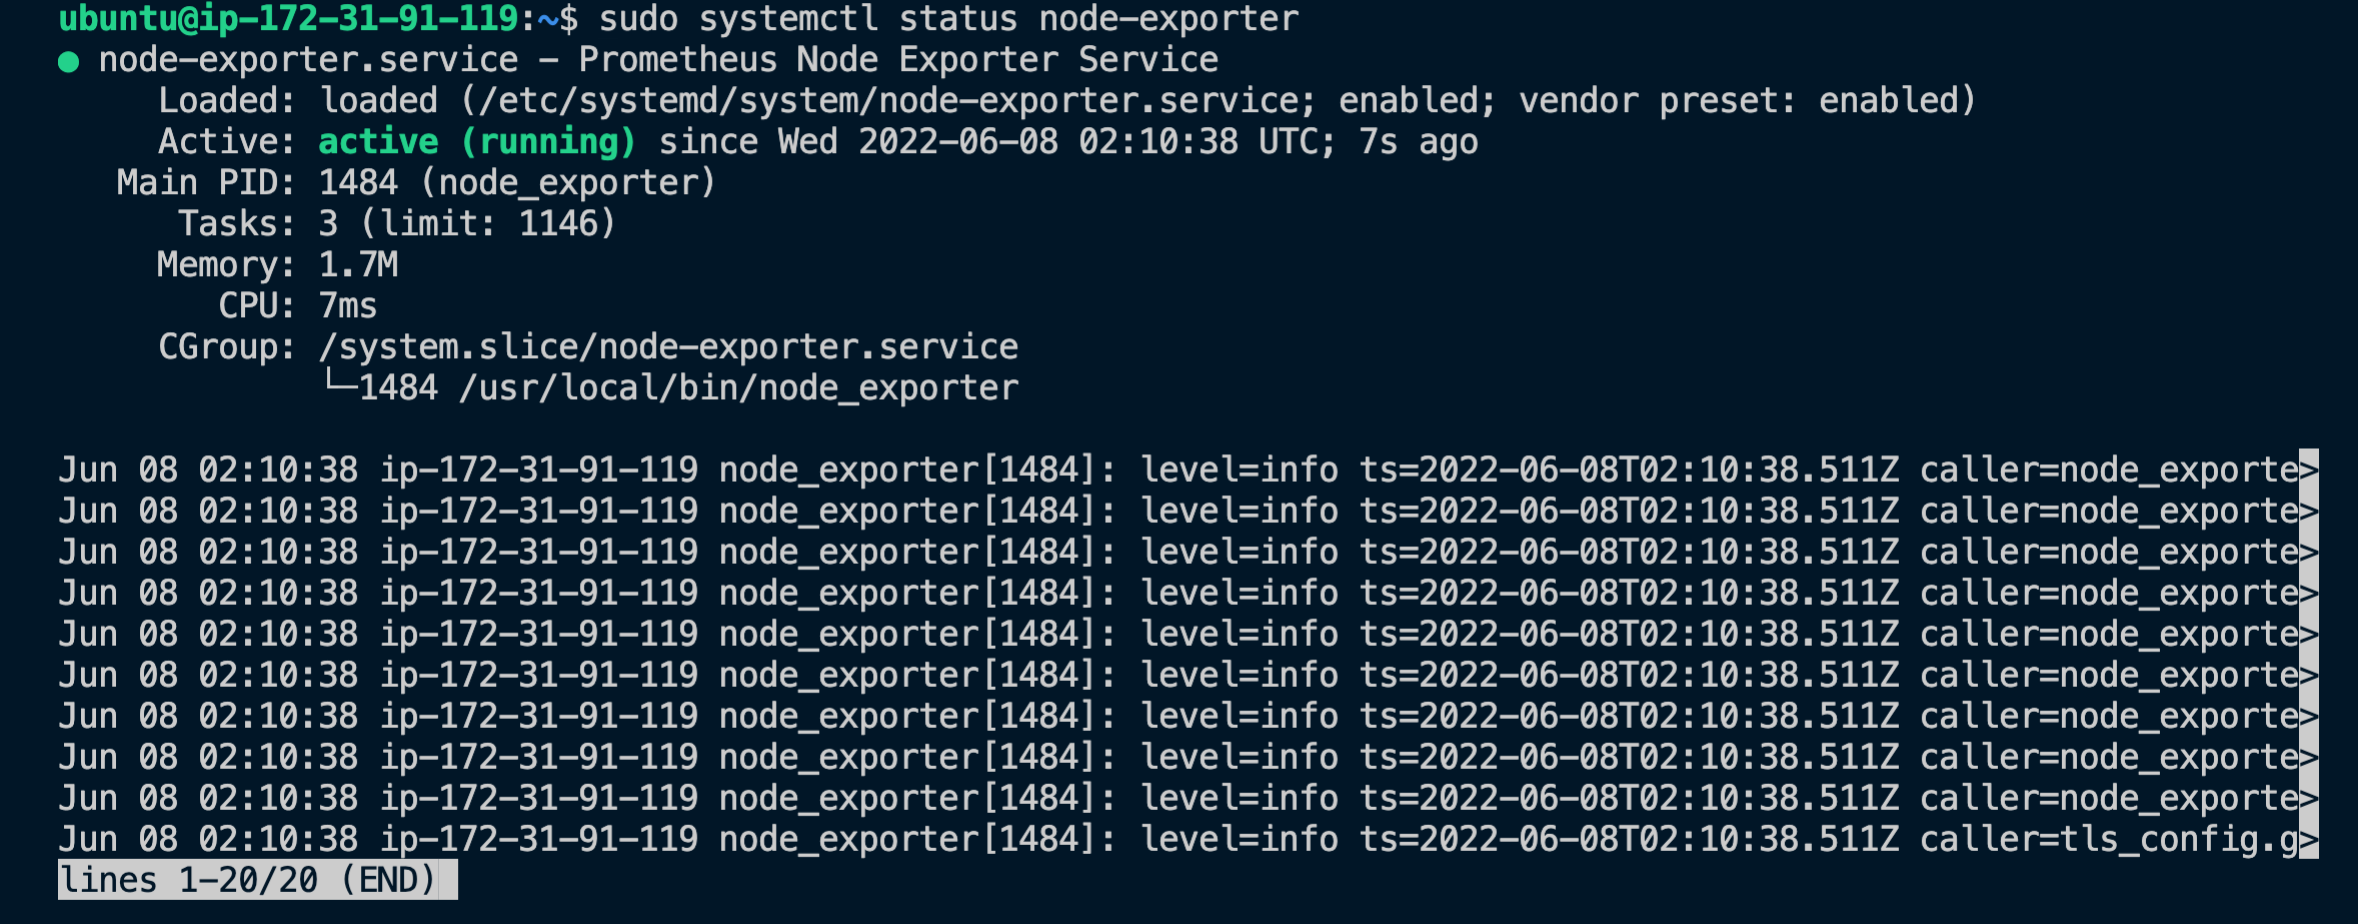 ubuntu@ip-172-31-91-119:~$ sudo systemctl status node-exporter
● node-exporter.service - Prometheus Node Exporter Service
     Loaded: loaded (/etc/systemd/system/node-exporter.service; enabled; vendor preset: enabled)
     Active: active (running) since Wed 2022-06-08 02:10:38 UTC; 7s ago
   Main PID: 1484 (node_exporter)
      Tasks: 3 (limit: 1146)
     Memory: 1.7M
        CPU: 7ms
     CGroup: /system.slice/node-exporter.service
             └─1484 /usr/local/bin/node_exporter

Jun 08 02:10:38 ip-172-31-91-119 node_exporter[1484]: level=info ts=2022-06-08T02:10:38.511Z caller=node_exporte>
Jun 08 02:10:38 ip-172-31-91-119 node_exporter[1484]: level=info ts=2022-06-08T02:10:38.511Z caller=node_exporte>
Jun 08 02:10:38 ip-172-31-91-119 node_exporter[1484]: level=info ts=2022-06-08T02:10:38.511Z caller=node_exporte>
Jun 08 02:10:38 ip-172-31-91-119 node_exporter[1484]: level=info ts=2022-06-08T02:10:38.511Z caller=node_exporte>
Jun 08 02:10:38 ip-172-31-91-119 node_exporter[1484]: level=info ts=2022-06-08T02:10:38.511Z caller=node_exporte>
Jun 08 02:10:38 ip-172-31-91-119 node_exporter[1484]: level=info ts=2022-06-08T02:10:38.511Z caller=node_exporte>
Jun 08 02:10:38 ip-172-31-91-119 node_exporter[1484]: level=info ts=2022-06-08T02:10:38.511Z caller=node_exporte>
Jun 08 02:10:38 ip-172-31-91-119 node_exporter[1484]: level=info ts=2022-06-08T02:10:38.511Z caller=node_exporte>
Jun 08 02:10:38 ip-172-31-91-119 node_exporter[1484]: level=info ts=2022-06-08T02:10:38.511Z caller=node_exporte>
Jun 08 02:10:38 ip-172-31-91-119 node_exporter[1484]: level=info ts=2022-06-08T02:10:38.511Z caller=tls_config.g>
lines 1-20/20 (END)